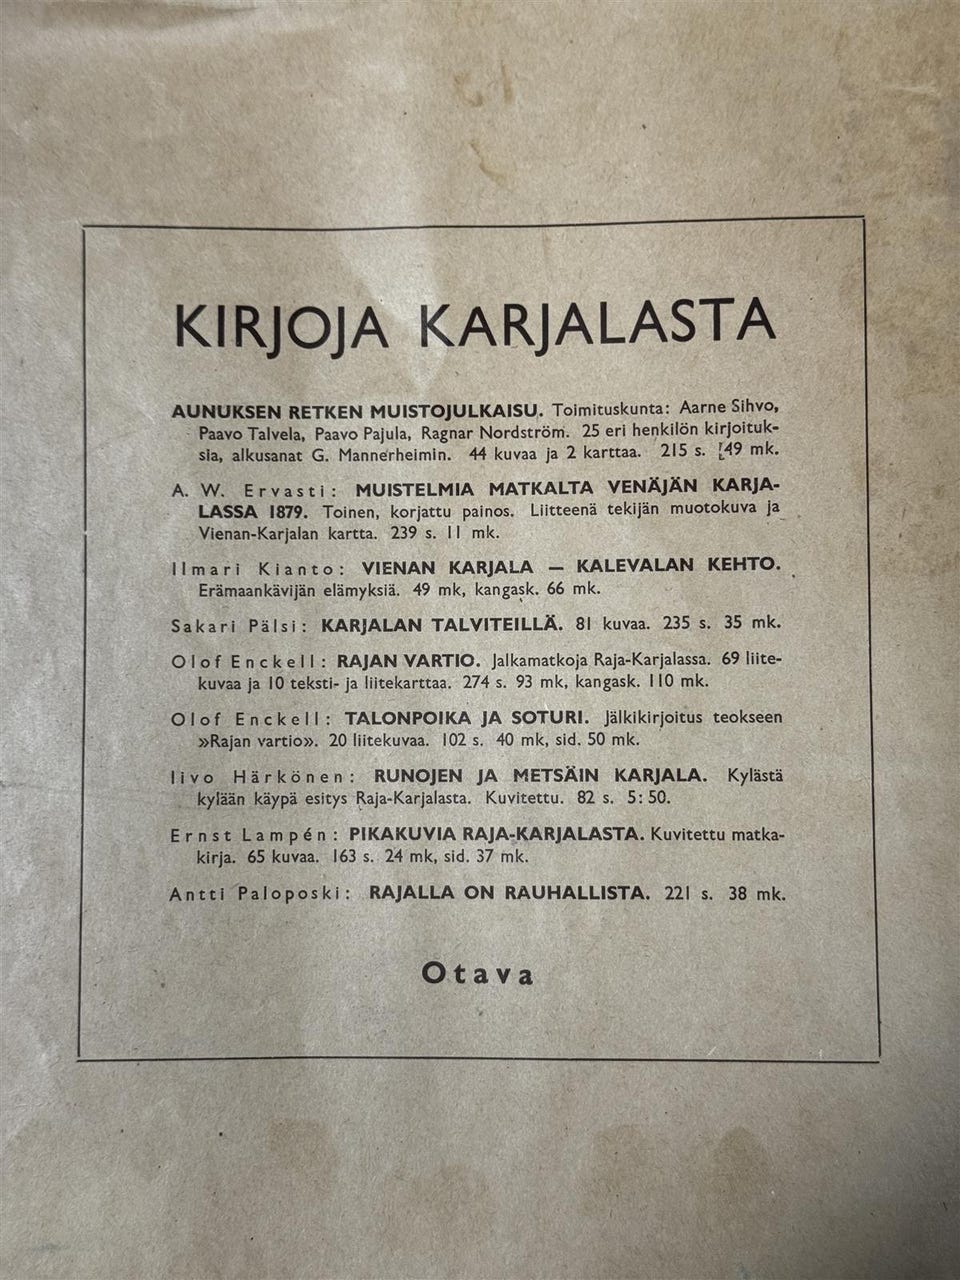 KIRJOJA KARJALASTA
AUNUKSEN RETKEN MUISTOJULKAISU. Toimituskunta: Aarne Sihvo,
Paavo Talvela, Paavo Pajula, Ragnar Nordström. 25 eri henkilön kirjoituk-
sia, alkusanat G. Mannerheimin. 44 kuvaa ja 2 karttaa. 215 s. 49 mk.
A. W. Ervasti: MUISTELMIA MATKALTA VENÄJÄN KARJA-
LASSA 1879. Toinen, korjattu painos. Liitteenä tekijän muotokuva ja
Vienan-Karjalan kartta. 239 s. 11 mk.
Ilmari Kianto: VIENAN KARJALA — KALEVALAN KEHTO.
Erämaankävijän elämyksiä. 49 mk, kangask. 66 mk.
Sakari Pälsi: KARJALAN TALVITEILLÄ. 81 kuvaa. 235 s. 35 mk.
Olof Enckell: RAJAN VARTIO. Jalkamatkoja Raja-Karjalassa. 69 liite-
kuvaa ja 10 teksti- ja liitekarttaa. 274 s. 93 mk, kangask. 110 mk.
Olof Enckell: TALONPOIKA JA SOTURI. Jälkikirjoitus teokseen
»Rajan vartio». 20 liitekuvaa. 102 s. 40 mk, sid. 50 mk.
Iivo Härkönen: RUNOJEN JA METSÄIN KARJALA. Kylästä
kylään käypä esitys Raja-Karjalasta. Kuvitettu. 82 s. 5:50.
Ernst Lampén: PIKAKUVIA RAJA-KARJALASTA. Kuvitettu matka-
kirja. 65 kuvaa. 163 s. 24 mk, sid. 37 mk.
Antti Paloposki: RAJALLA ON RAUHALLISTA. 221 s. 38 mk.
Otava